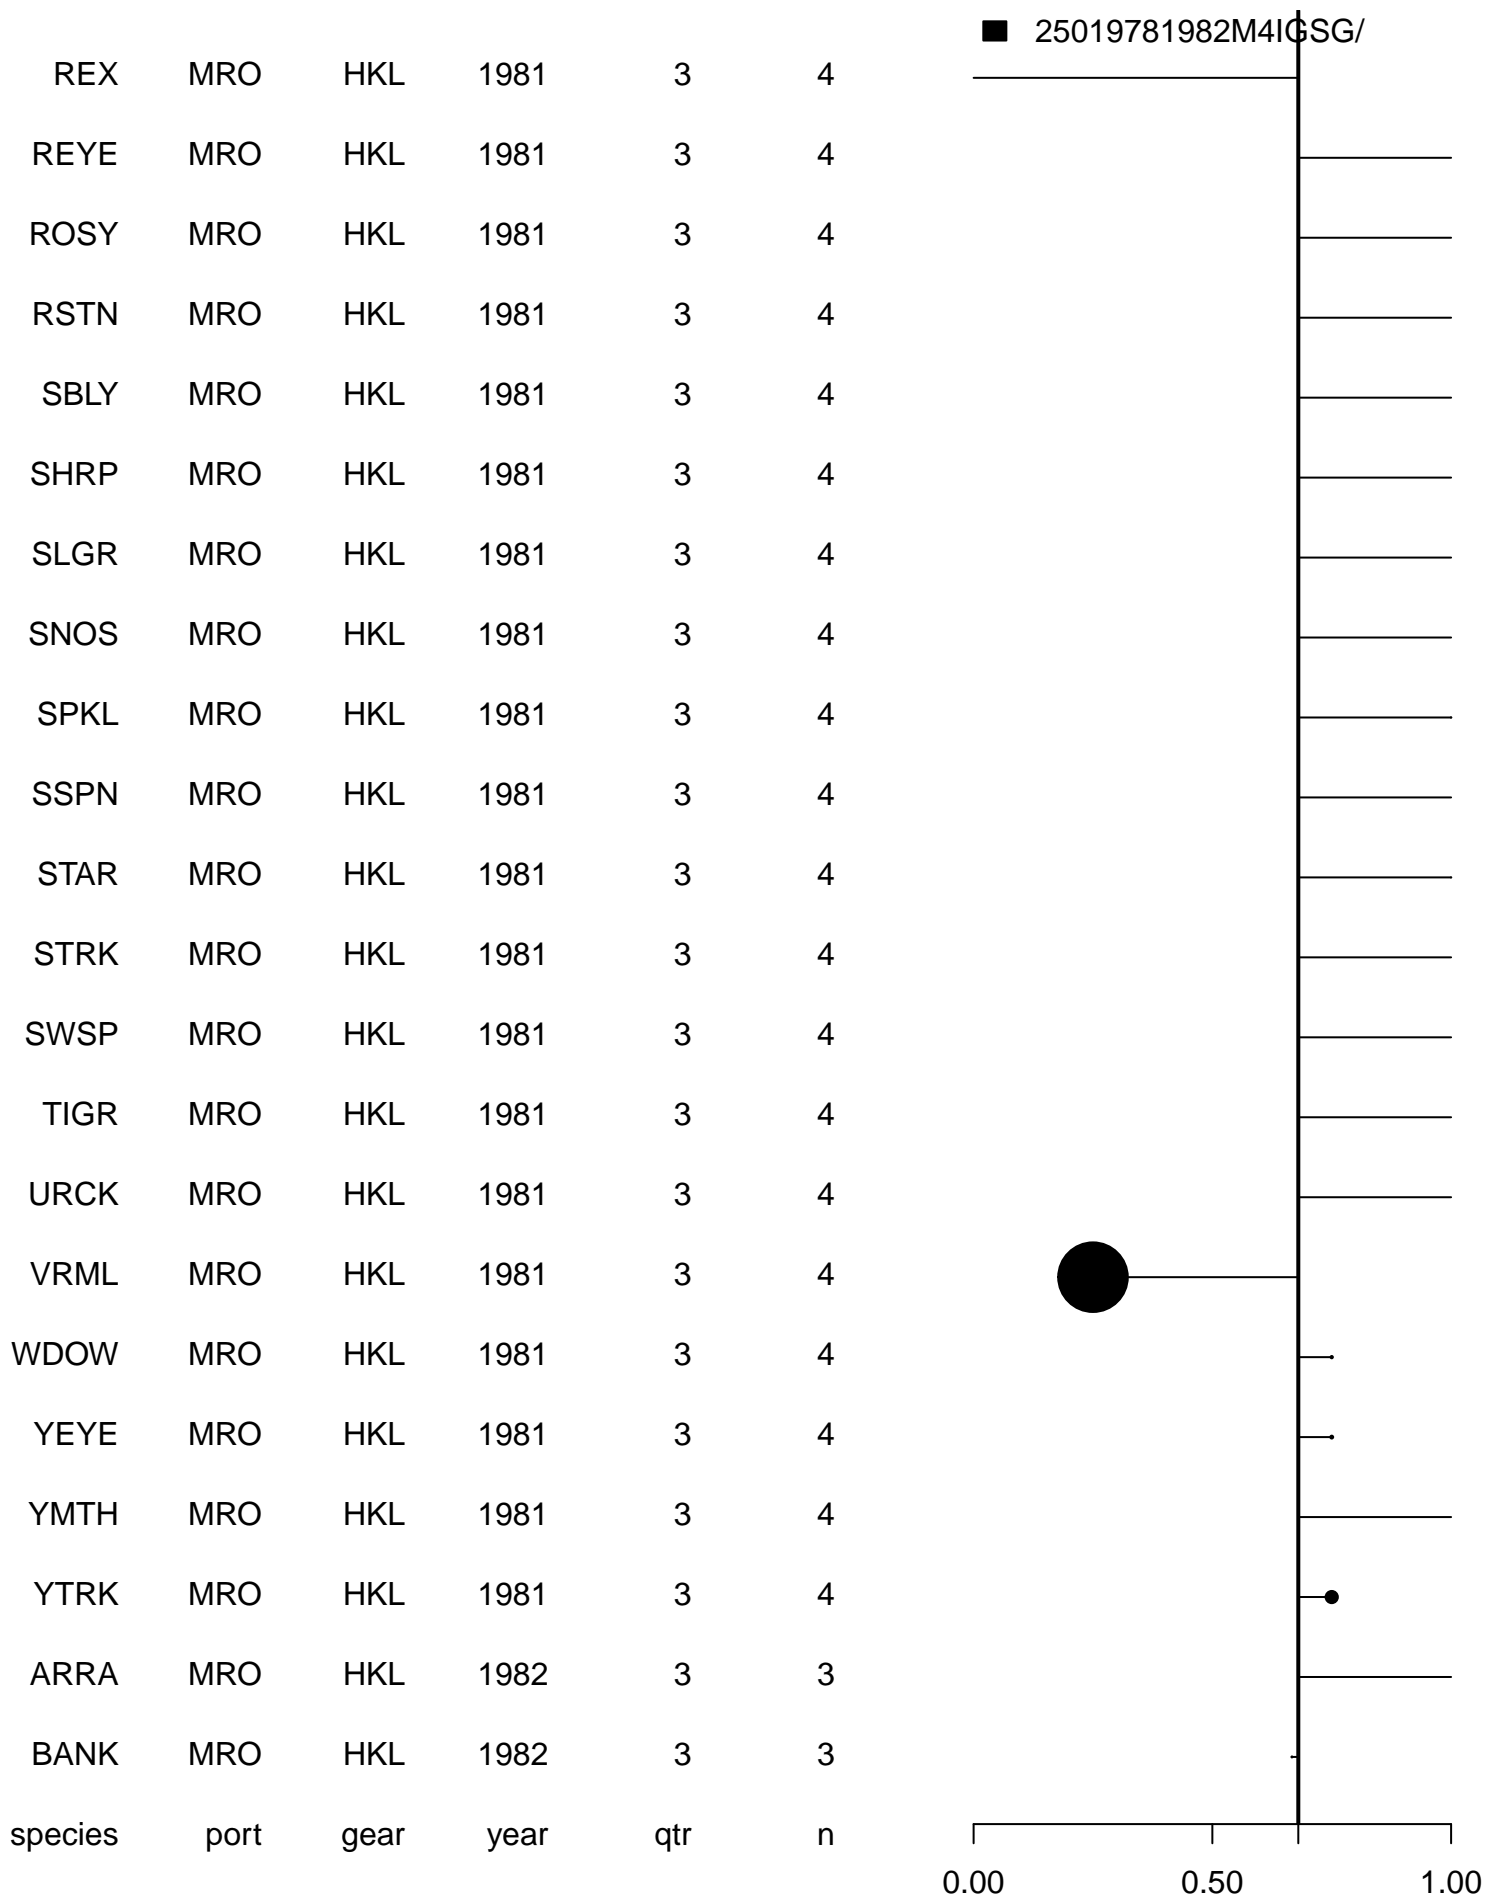 25019781982M4IGSG/
REX MRO HKL 1981 3 4
REYE MRO HKL 1981 3 4
ROSY MRO HKL 1981 3 4
RSTN MRO HKL 1981 3 4
SBLY MRO HKL 1981 3 4
SHRP MRO HKL 1981 3 4
SLGR MRO HKL 1981 3 4
SNOS MRO HKL 1981 3 4
SPKL MRO HKL 1981 3 4
SSPN MRO HKL 1981 3 4
STAR MRO HKL 1981 3 4
STRK MRO HKL 1981 3 4
SWSP MRO HKL 1981 3 4
TIGR MRO HKL 1981 3 4
URCK MRO HKL 1981 3 4
VRML MRO HKL 1981 3 4
WDOW MRO HKL 1981 3 4
YEYE MRO HKL 1981 3 4
YMTH MRO HKL 1981 3 4
YTRK MRO HKL 1981 3 4
ARRA MRO HKL 1982 3 3
BANK MRO HKL 1982 3 3
species port gear year qtr n
0.00 0.50 1.00